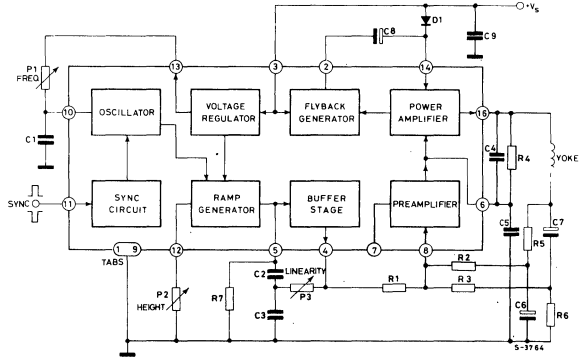 +Vs
C8
D1
C9
P1
FREQ.
13
3
2
14
10
OSCILLATOR
VOLTAGE
REGULATOR
FLYBACK
GENERATOR
POWER
AMPLIFIER
16
C1
C4
R4
YOKE
SYNC
11
SYNC
CIRCUIT
RAMP
GENERATOR
BUFFER
STAGE
PREAMPLIFIER
6
C5
R5
C7
1 9
TABS
12
5
4
7
8
P2
HEIGHT
R7
C2
LINEARITY
P3
R1
R2
R3
C3
C6
R6
S-3764